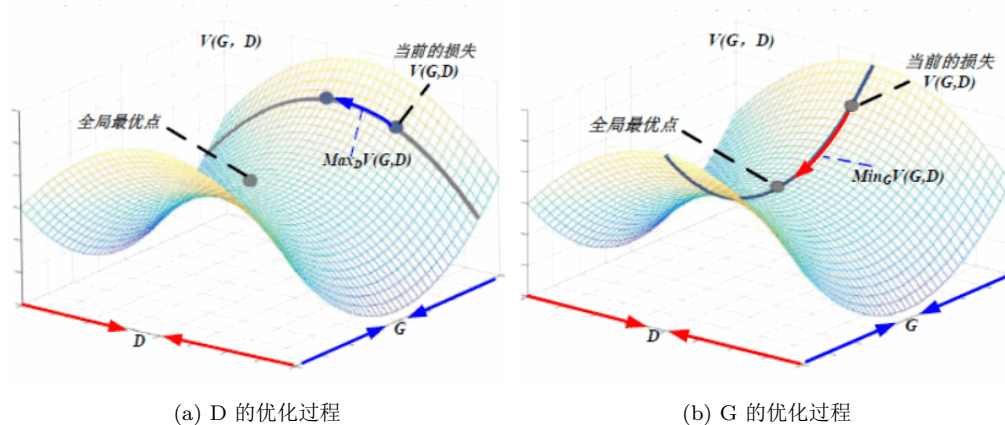 V(G, D)
当前的损失
V(G,D)
全局最优点
Max_D V(G,D)
D
G
(a) D 的优化过程
V(G, D)
当前的损失
V(G,D)
全局最优点
Min_G V(G,D)
D
G
(b) G 的优化过程